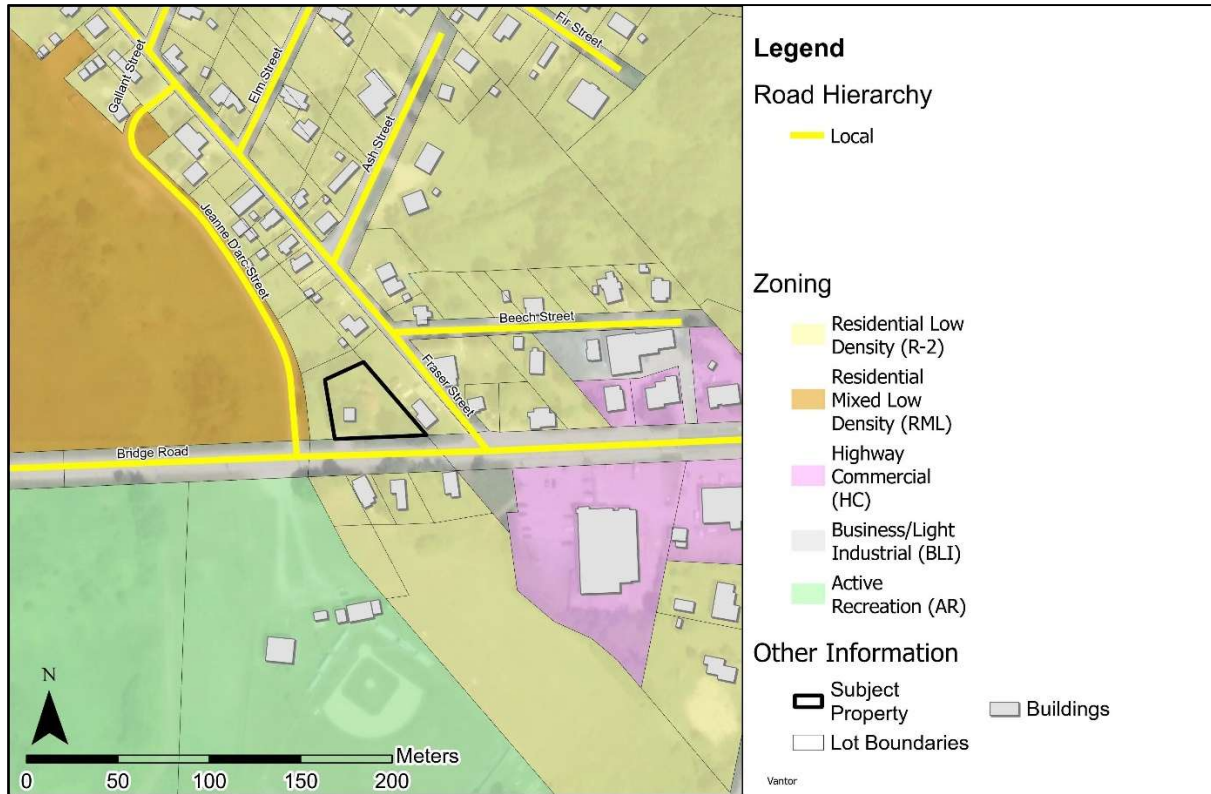 Gallant Street
Elm Street
Ash Street
Fir Street
Jeanne D'arc Street
Beech Street
Fraser Street
Bridge Road
N
Meters
0 50 100 150 200
Legend
Road Hierarchy
Local
Zoning
Residential Low
Density (R-2)
Residential
Mixed Low
Density (RML)
Highway
Commercial
(HC)
Business/Light
Industrial (BLI)
Active
Recreation (AR)
Other Information
Subject
Property
Buildings
Lot Boundaries
Vantor